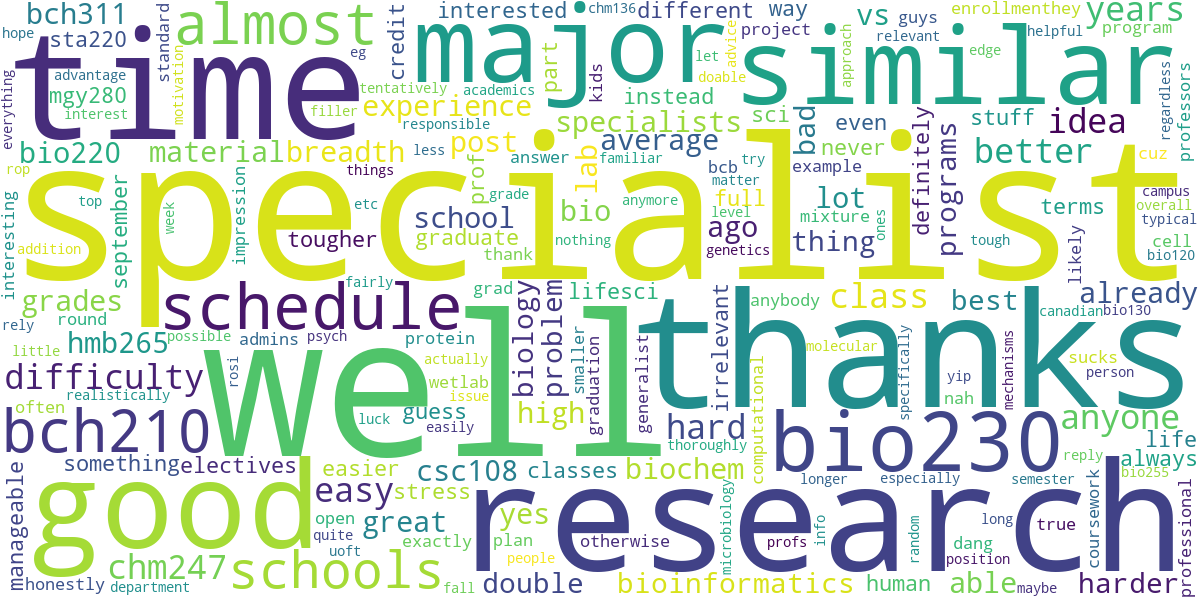 bch311
sta220
standard
almost
credit
interested
chm136
different
way
vs
guys
enrollmenthey
years
hope
time
motivation
eg
major
part
kids
project
let
advice
relevant
approach
helpful
program
similar
edge
everything
advantage
mgy280
interest
filler
tentatively
academics
experience
responsible
instead
doable
specialists
sci
bad
even
stuff
idea
regardless
professors
bio220
material
breadth
things
post
less
prof
answer
lab
familiar
average
bcb
try
never
example
definitely
programs
better
cuz
rop
interesting
top
september
week
impression
specialist
etc
grade
bio
anymore
matter
full
level
lot
mixture
ones
terms
campus
overall
typical
addition
tougher
school
graduate
nothing
thank
ago
genetics
thing
tough
likely
cell
bio120
schedule
fairly
grad
biology
problem
lifesci
anybody
class
best
already
grades
round
rely
hmb265
possible
admins
psych
protein
smaller
graduation
generalist
irrelevant
thanks
canadian
bio130
little
realistically
rosi
well
actually
wetlab
issue
computational
molecular
specifically
yip
nah
mechanisms
sucks
person
difficulty
often
luck
guess
easily
high
hard
thoroughly
bio230
anyone
life
bch210
something
electives
easier
csc108
classes
biochem
longer
especially
semester
coursework
reply
always
bio255
manageable
good
easy
stress
open
quite
uoft
great
exactly
yes
plan
people
research
otherwise
microbiology
profs
info
random
long
true
dang
position
professional
honestly
chm247
department
schools
fall
double
bioinformatics
human
able
maybe
harder